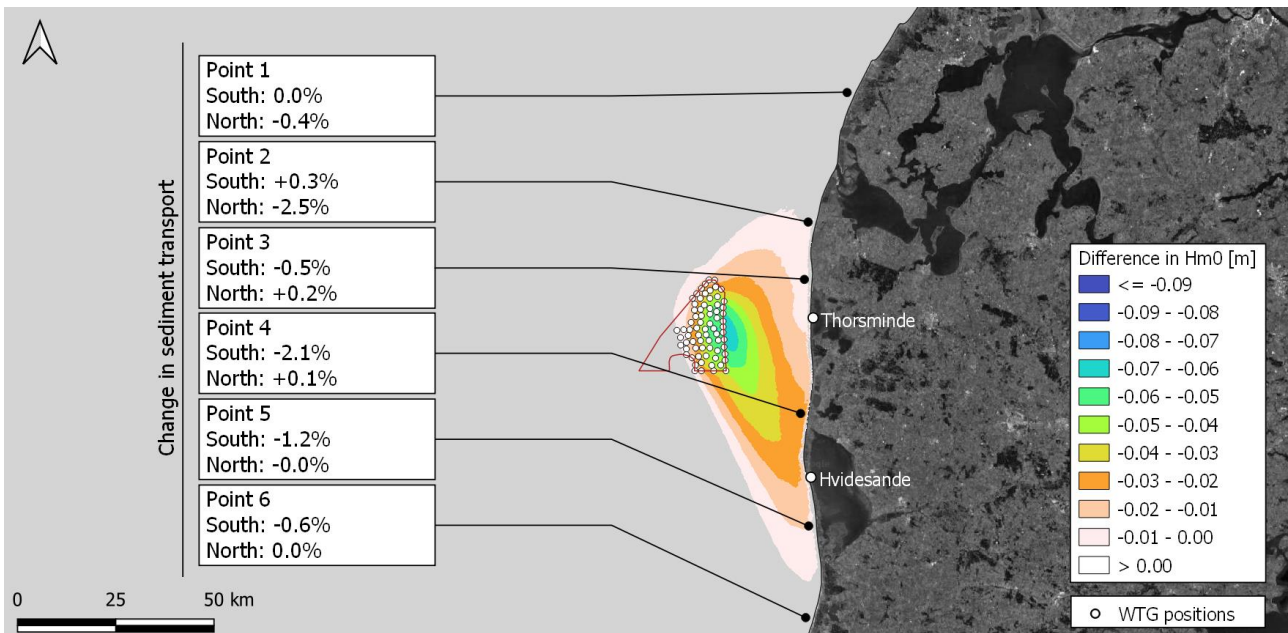 Change in sediment transport
Point 1
South: 0.0%
North: -0.4%
Point 2
South: +0.3%
North: -2.5%
Point 3
South: -0.5%
North: +0.2%
Point 4
South: -2.1%
North: +0.1%
Point 5
South: -1.2%
North: -0.0%
Point 6
South: -0.6%
North: 0.0%
Thorsminde
Hvidesande
Difference in Hm0 [m]
<= -0.09
-0.09 - -0.08
-0.08 - -0.07
-0.07 - -0.06
-0.06 - -0.05
-0.05 - -0.04
-0.04 - -0.03
-0.03 - -0.02
-0.02 - -0.01
-0.01 - 0.00
> 0.00
WTG positions
0 25 50 km